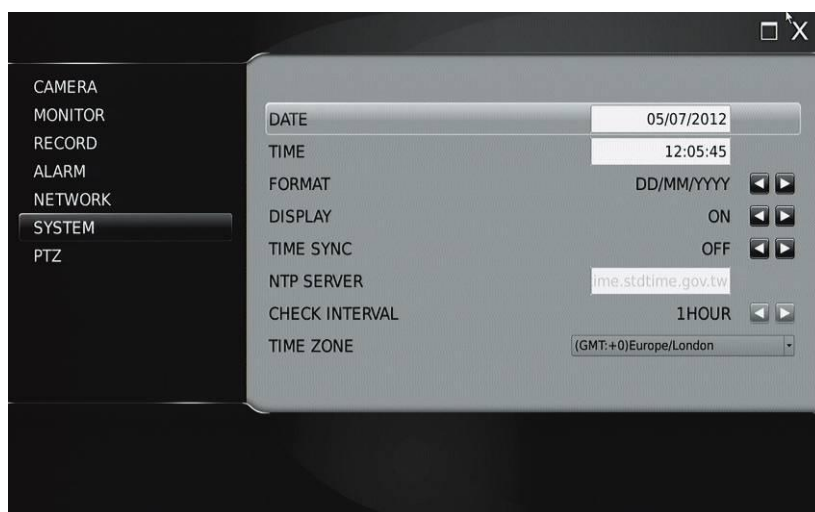 X
CAMERA
MONITOR
RECORD
ALARM
NETWORK
SYSTEM
PTZ
DATE 05/07/2012
TIME 12:05:45
FORMAT DD/MM/YYYY
DISPLAY ON
TIME SYNC OFF
NTP SERVER ime.stdtime.gov.tw
CHECK INTERVAL 1HOUR
TIME ZONE (GMT:+0)Europe/London